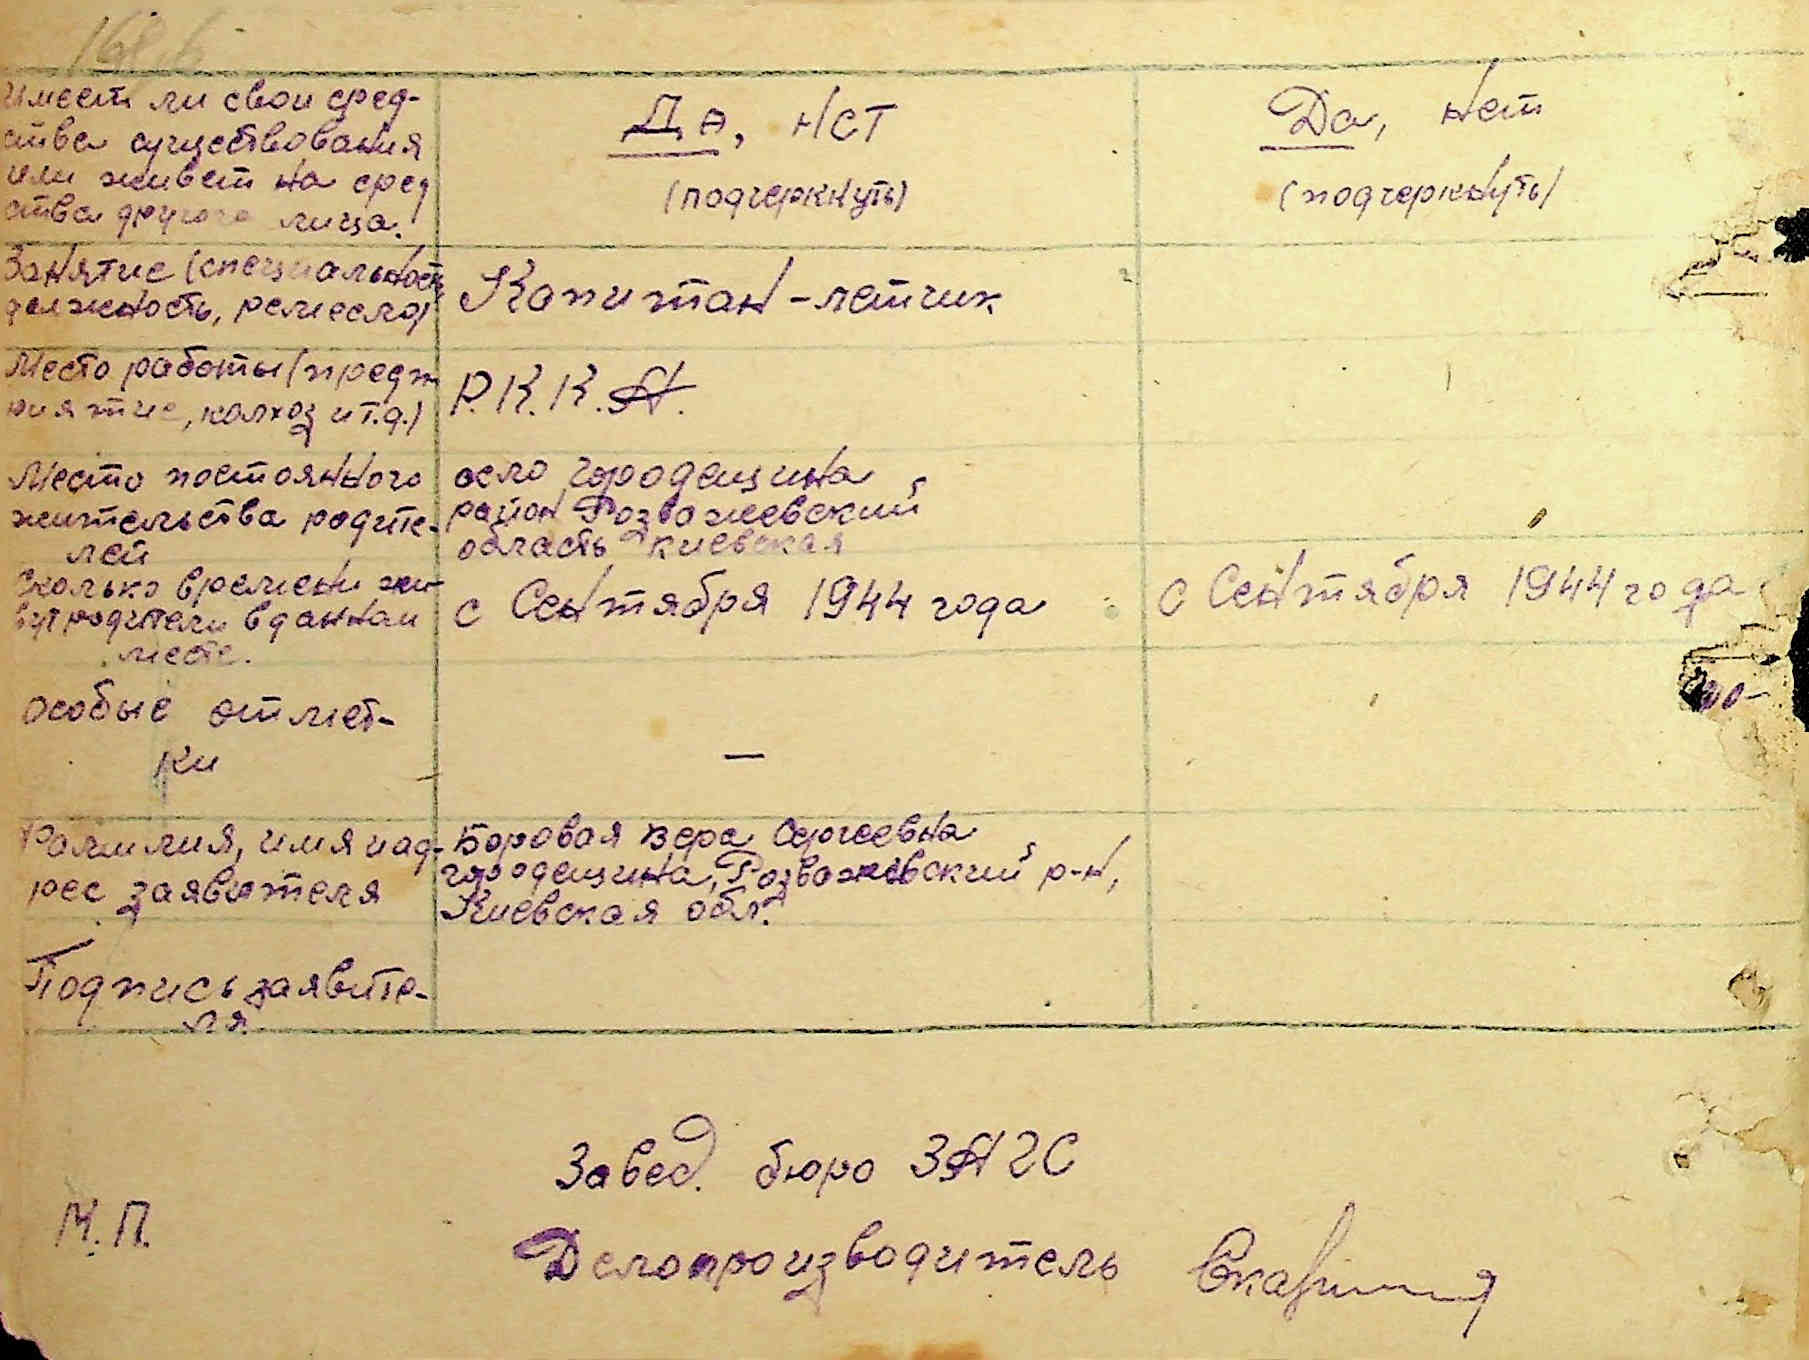 Имеет ли свои сред-
ства существования
или живет на сред
ства другого лица.
Да, нет
(подчеркнуть)
Да, нет
(подчеркнуть)
Занятие (специальность
должность, ремесло)
Капитан-летчик
Место работы (предп
риятие, колхоз и т.д.)
Р.К.К.А.
Место постоянного
жительства родите-
лей
село Городещина
район Розважевский
область киевская
Сколько времени жи-
вут родители в данном
месте.
с Сентября 1944 года
с Сентября 1944 года
Особые отмет-
ки
—
Фамилия, имя и ад-
рес заявителя
Боровая Вера Сергеевна
Городещина, Розважевский р-н,
Киевская обл.
Подпись заявите-
ля.
Завед. бюро ЗАГС
М.П.
Делопроизводитель